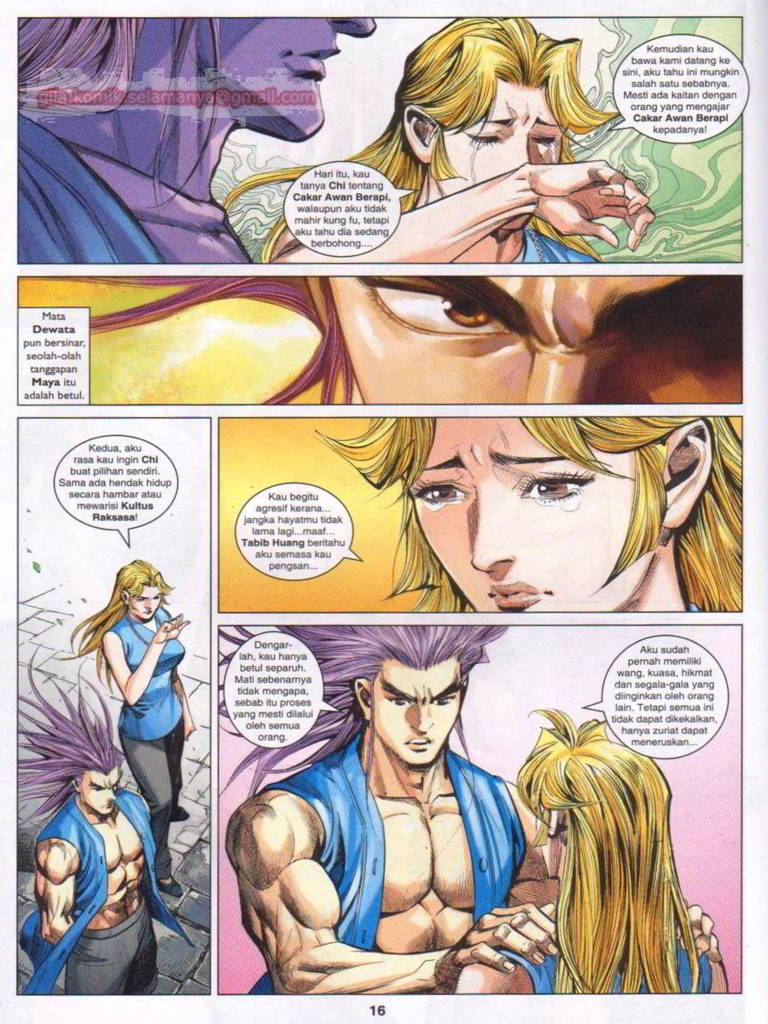 gila_komik_selamanya@gmail.com
Kemudian kau
bawa kami datang ke
sini, aku tahu ini mungkin
salah satu sebabnya.
Mesti ada kaitan dengan
orang yang mengajar
Cakar Awan Berapi
kepadanya!
Hari itu, kau
tanya Chi tentang
Cakar Awan Berapi,
walaupun aku tidak
mahir kung fu, tetapi
aku tahu dia sedang
berbohong....
Mata
Dewata
pun bersinar,
seolah-olah
tanggapan
Maya itu
adalah betul.
Kedua, aku
rasa kau ingin Chi
buat pilihan sendiri.
Sama ada hendak hidup
secara hambar atau
mewarisi Kultus
Raksasa!
Kau begitu
agresif kerana...
jangka hayatmu tidak
lama lagi...maaf...
Tabib Huang beritahu
aku semasa kau
pengsan...
Dengar-
lah, kau hanya
betul separuh.
Mati sebenarnya
tidak mengapa,
sebab itu proses
yang mesti dilalui
oleh semua
orang.
Aku sudah
pernah memiliki
wang, kuasa, hikmat
dan segala-gala yang
diinginkan oleh orang
lain. Tetapi semua ini
tidak dapat dikekalkan,
hanya zuriat dapat
meneruskan...
16